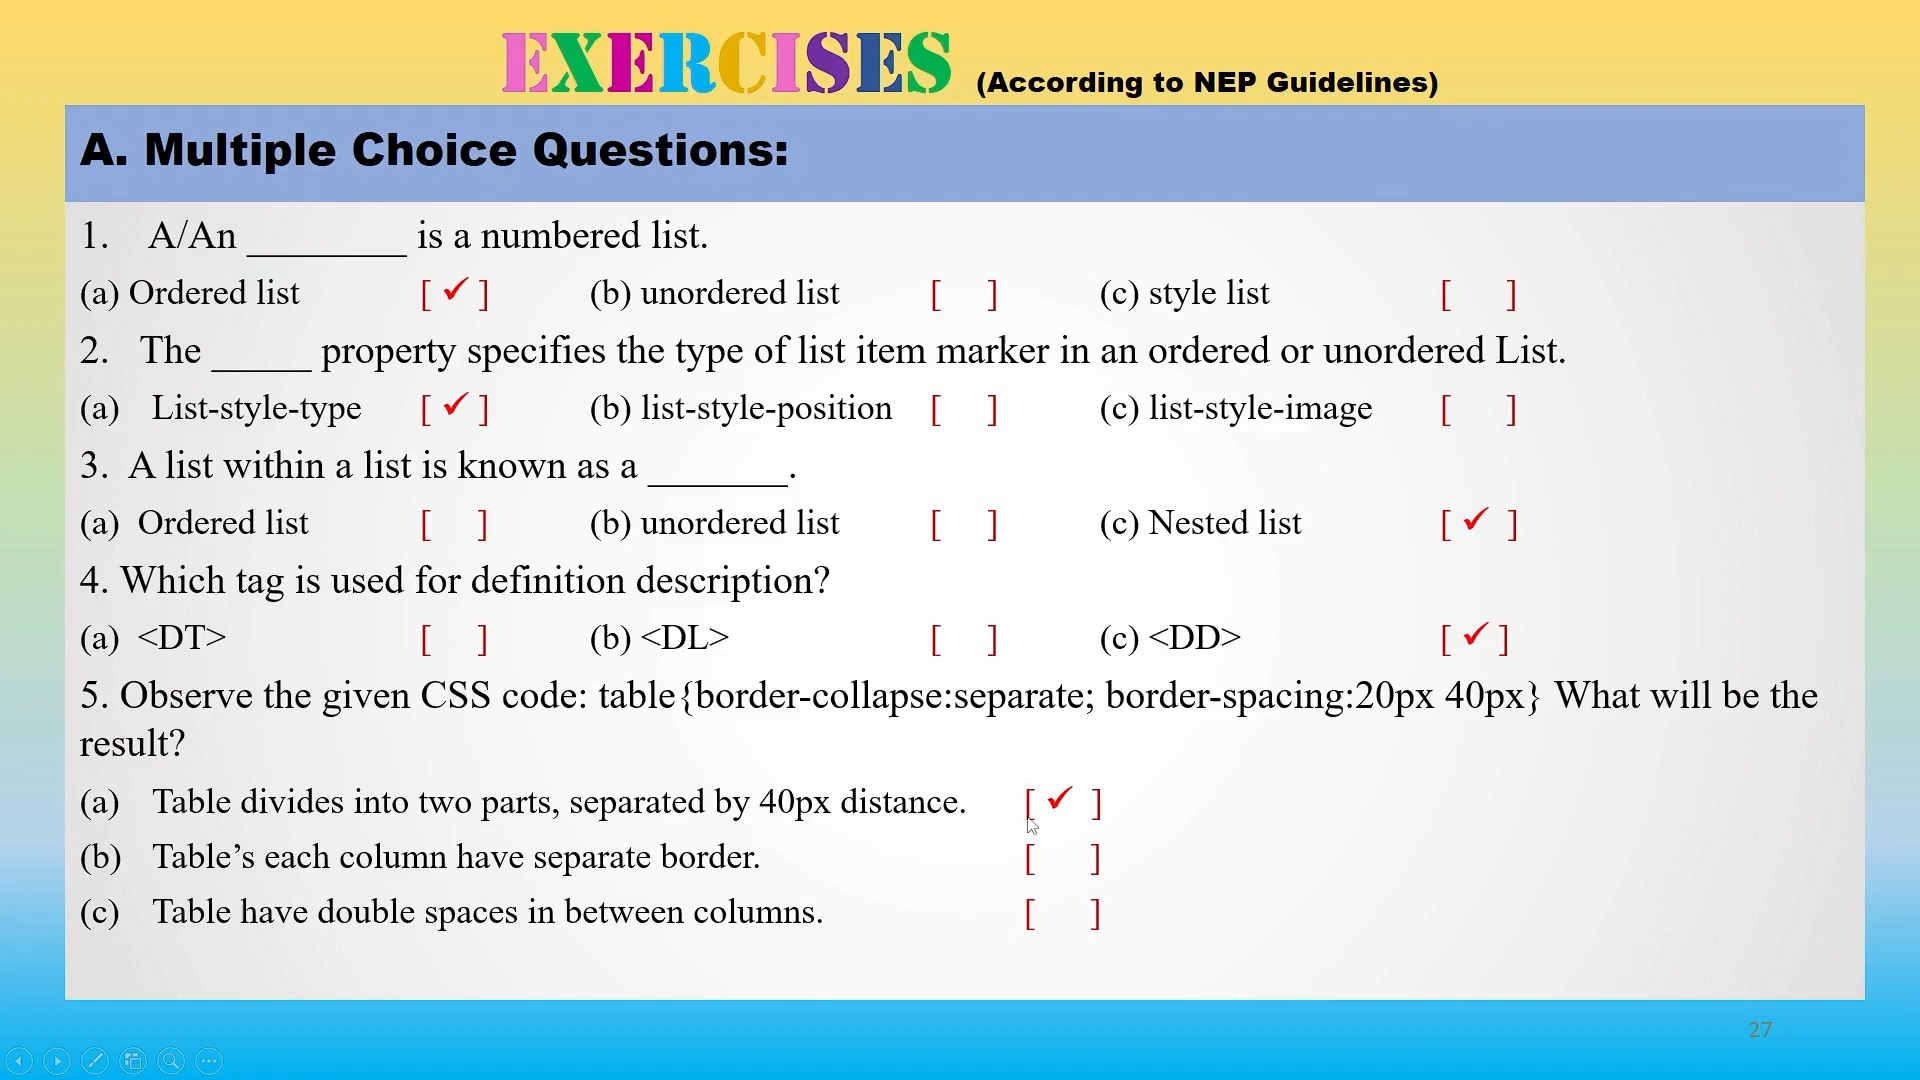 EXERCISES (According to NEP Guidelines)
A. Multiple Choice Questions:
1. A/An ________ is a numbered list.
(a) Ordered list [ ✓ ] (b) unordered list [ ] (c) style list [ ]
2. The _____ property specifies the type of list item marker in an ordered or unordered List.
(a) List-style-type [ ✓ ] (b) list-style-position [ ] (c) list-style-image [ ]
3. A list within a list is known as a _______.
(a) Ordered list [ ] (b) unordered list [ ] (c) Nested list [ ✓ ]
4. Which tag is used for definition description?
(a) <DT> [ ] (b) <DL> [ ] (c) <DD> [ ✓ ]
5. Observe the given CSS code: table{border-collapse:separate; border-spacing:20px 40px} What will be the
result?
(a) Table divides into two parts, separated by 40px distance. [ ✓ ]
(b) Table’s each column have separate border. [ ]
(c) Table have double spaces in between columns. [ ]
27